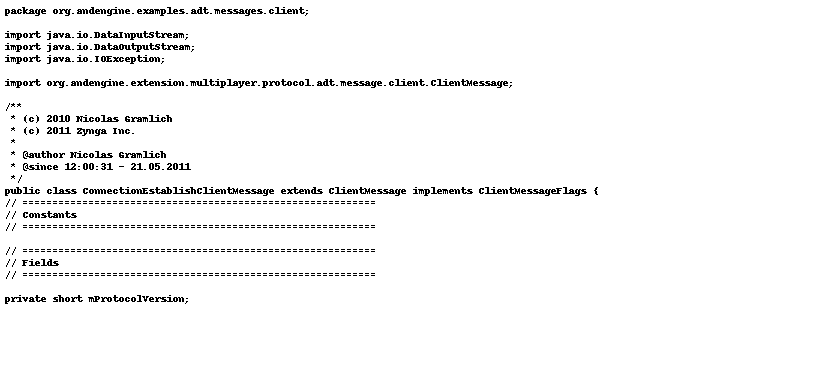 package org.andengine.examples.adt.messages.client;

import java.io.DataInputStream;
import java.io.DataOutputStream;
import java.io.IOException;

import org.andengine.extension.multiplayer.protocol.adt.message.client.ClientMessage;

/**
 * (c) 2010 Nicolas Gramlich
 * (c) 2011 Zynga Inc.
 *
 * @author Nicolas Gramlich
 * @since 12:00:31 - 21.05.2011
 */
public class ConnectionEstablishClientMessage extends ClientMessage implements ClientMessageFlags {
// ===========================================================
// Constants
// ===========================================================

// ===========================================================
// Fields
// ===========================================================

private short mProtocolVersion;